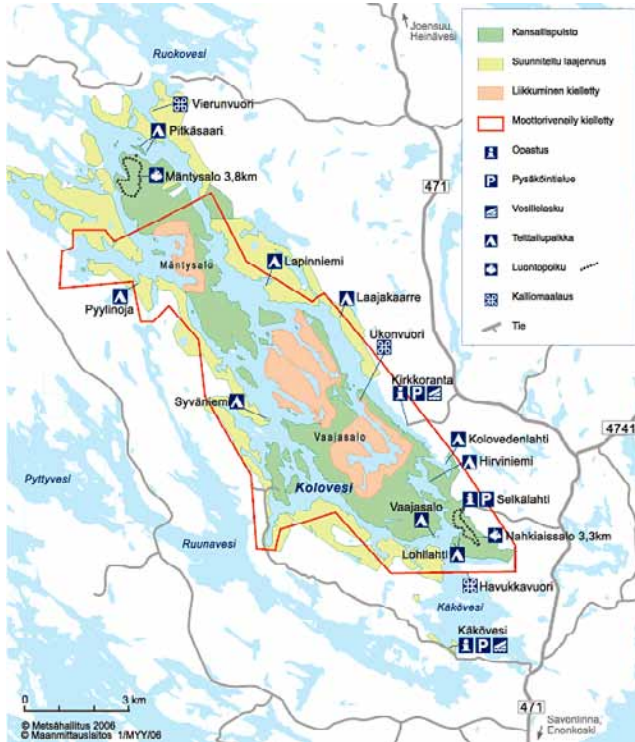 Joensuu,
Heinävesi
Ruokovesi
Vierunvuori
Pitkäsaari
Mäntysalo 3,8km
471
Mäntysalo
Lapinniemi
Pyylinoja
Laajakaarre
Ukonvuori
Kirkkoranta
Syväniemi
Vaajasalo
Kolovedenlahti
4741
Hirviniemi
Pyttyvesi
Kolovesi
Selkälahti
Vaajasalo
Nahkiaissalo 3,3km
Ruunavesi
Lohilahti
Havukkavuori
Käkövesi
Käkövesi
0 3 km
471
Savonlinna,
Enonkoski
© Metsähallitus 2006
© Maanmittauslaitos 1/MYY/06
Kansallispuisto
Suunniteltu laajennus
Liikkuminen kielletty
Moottoriveneily kielletty
Opastus
P Pysäköintialue
Vesillelasku
Telttailupaikka
Luontopolku
Kalliomaalaus
Tie